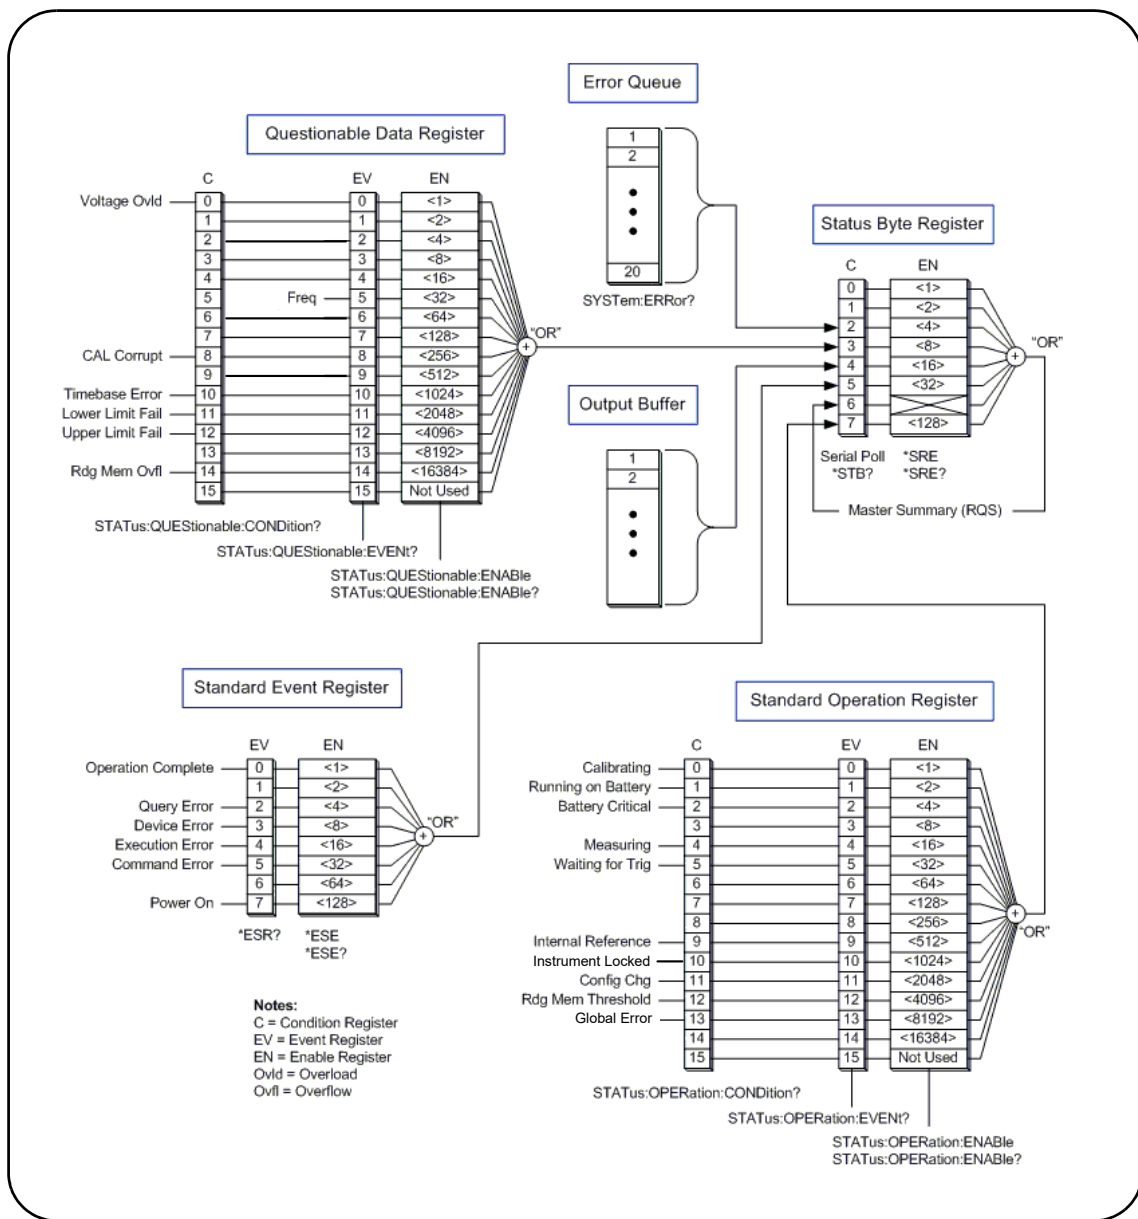 Error Queue
1
2
20
SYSTem:ERRor?
Questionable Data Register
C EV EN
Voltage Ovld 0 0 <1>
1 1 <2>
2 2 <4>
3 3 <8>
4 4 <16>
5 Freq 5 <32>
6 6 <64>
7 7 <128>
CAL Corrupt 8 8 <256>
9 9 <512>
Timebase Error 10 10 <1024>
Lower Limit Fail 11 11 <2048>
Upper Limit Fail 12 12 <4096>
13 13 <8192>
Rdg Mem Ovfl 14 14 <16384>
15 15 Not Used
"OR"
+
STATus:QUEStionable:CONDition?
STATus:QUEStionable:EVENt?
STATus:QUEStionable:ENABle
STATus:QUEStionable:ENABle?
Output Buffer
1
2
Status Byte Register
C EN
0 <1>
1 <2>
2 <4>
3 <8>
4 <16>
5 <32>
6
7 <128>
"OR"
+
Serial Poll
*STB?
*SRE
*SRE?
Master Summary (RQS)
Standard Event Register
EV EN
Operation Complete 0 <1>
1 <2>
Query Error 2 <4>
Device Error 3 <8>
Execution Error 4 <16>
Command Error 5 <32>
6 <64>
Power On 7 <128>
"OR"
+
*ESR?
*ESE
*ESE?
Standard Operation Register
C EV EN
Calibrating 0 0 <1>
Running on Battery 1 1 <2>
Battery Critical 2 2 <4>
3 3 <8>
Measuring 4 4 <16>
Waiting for Trig 5 5 <32>
6 6 <64>
7 7 <128>
8 8 <256>
Internal Reference 9 9 <512>
Instrument Locked 10 10 <1024>
Config Chg 11 11 <2048>
Rdg Mem Threshold 12 12 <4096>
Global Error 13 13 <8192>
14 14 <16384>
15 15 Not Used
+
"OR"
STATus:OPERation:CONDition?
STATus:OPERation:EVENt?
STATus:OPERation:ENABle
STATus:OPERation:ENABle?
Notes:
C = Condition Register
EV = Event Register
EN = Enable Register
Ovld = Overload
Ovfl = Overflow